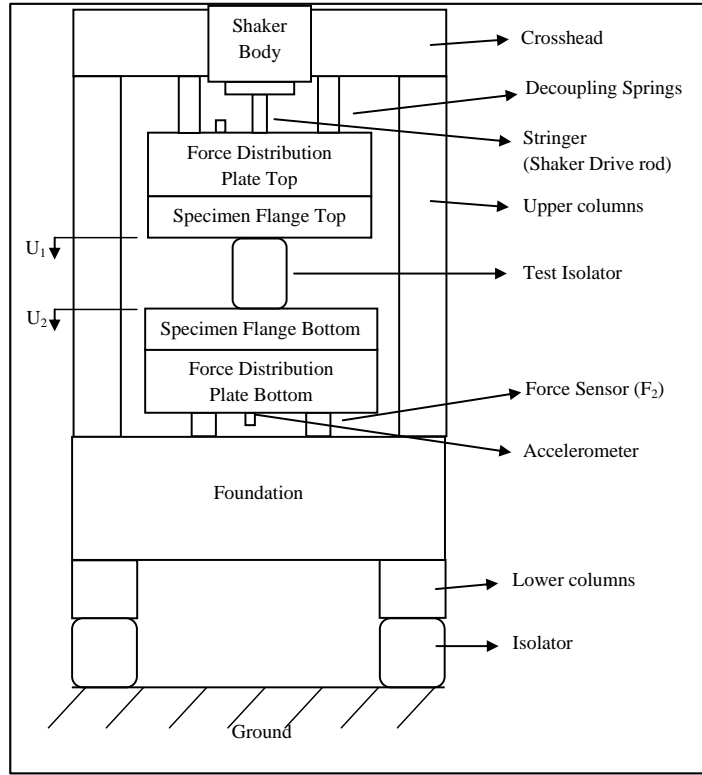 Shaker
Body
Crosshead
Decoupling Springs
Stringer
(Shaker Drive rod)
Force Distribution
Plate Top
Specimen Flange Top
Upper columns
U₁
Test Isolator
U₂
Specimen Flange Bottom
Force Distribution
Plate Bottom
Force Sensor (F₂)
Accelerometer
Foundation
Lower columns
Isolator
Ground